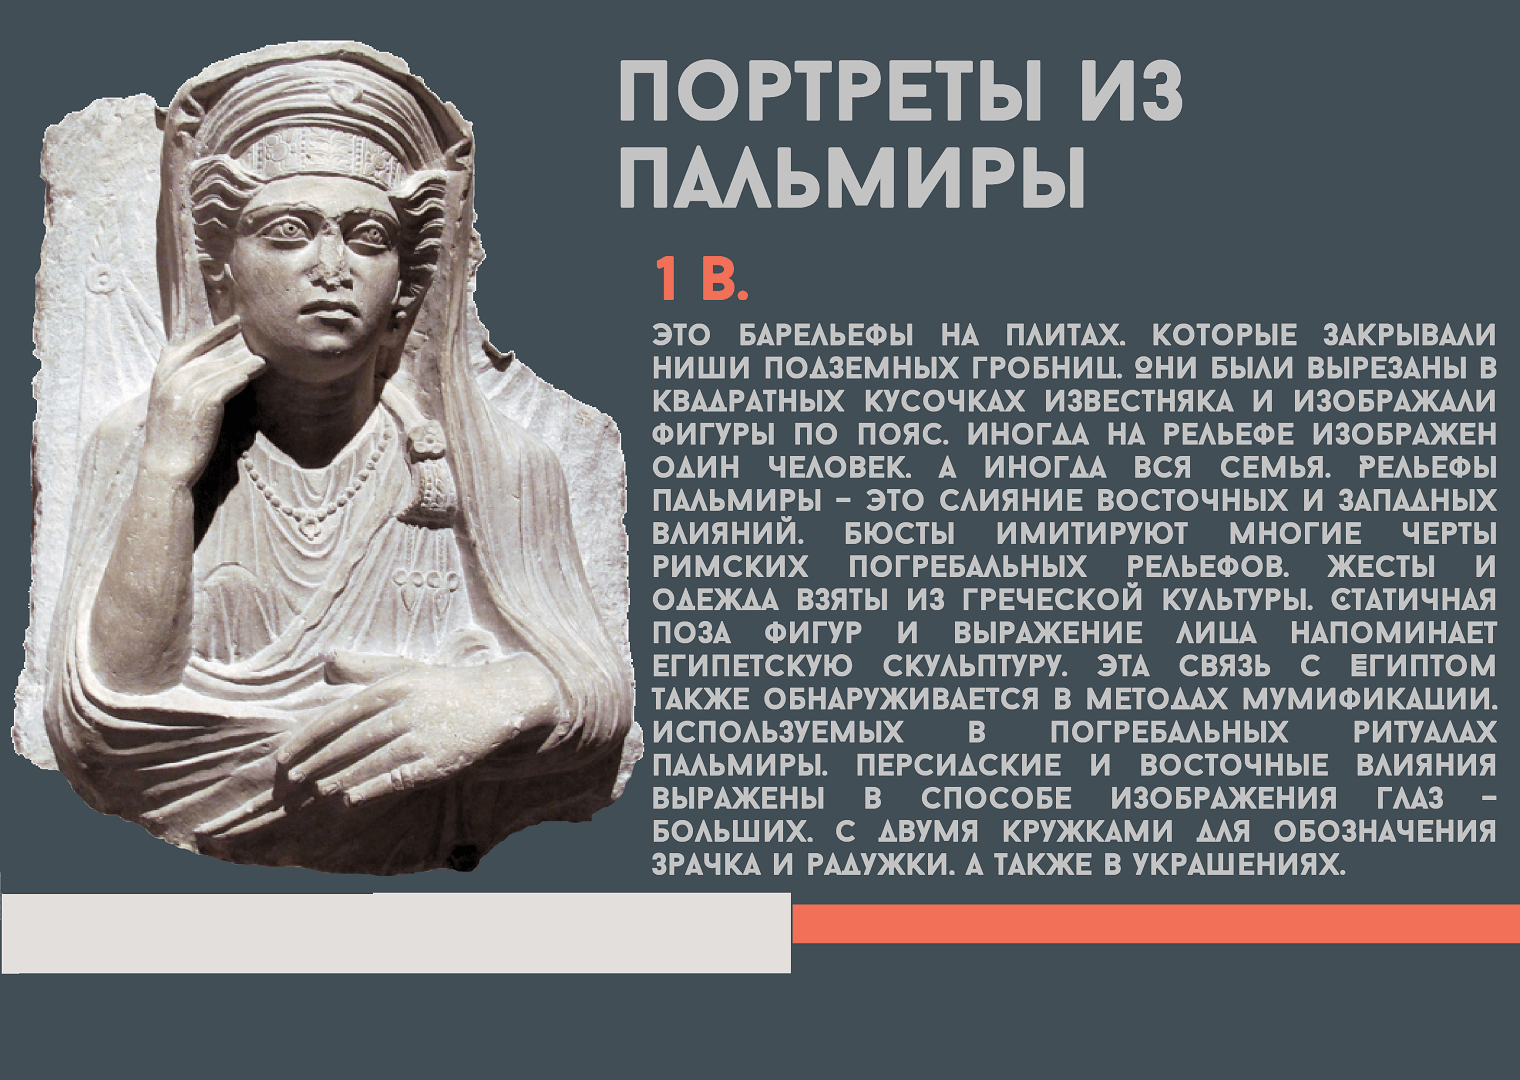 ПОРТРЕТЫ ИЗ
ПАЛЬМИРЫ
1 В.
ЭТО БАРЕЛЬЕФЫ НА ПЛИТАХ. КОТОРЫЕ ЗАКРЫВАЛИ
НИШИ ПОДЗЕМНЫХ ГРОБНИЦ. ОНИ БЫЛИ ВЫРЕЗАНЫ В
КВАДРАТНЫХ КУСОЧКАХ ИЗВЕСТНЯКА И ИЗОБРАЖАЛИ
ФИГУРЫ ПО ПОЯС. ИНОГДА НА РЕЛЬЕФЕ ИЗОБРАЖЕН
ОДИН ЧЕЛОВЕК. А ИНОГДА ВСЯ СЕМЬЯ. РЕЛЬЕФЫ
ПАЛЬМИРЫ – ЭТО СЛИЯНИЕ ВОСТОЧНЫХ И ЗАПАДНЫХ
ВЛИЯНИЙ. БЮСТЫ ИМИТИРУЮТ МНОГИЕ ЧЕРТЫ
РИМСКИХ ПОГРЕБАЛЬНЫХ РЕЛЬЕФОВ. ЖЕСТЫ И
ОДЕЖДА ВЗЯТЫ ИЗ ГРЕЧЕСКОЙ КУЛЬТУРЫ. СТАТИЧНАЯ
ПОЗА ФИГУР И ВЫРАЖЕНИЕ ЛИЦА НАПОМИНАЕТ
ЕГИПЕТСКУЮ СКУЛЬПТУРУ. ЭТА СВЯЗЬ С ЕГИПТОМ
ТАКЖЕ ОБНАРУЖИВАЕТСЯ В МЕТОДАХ МУМИФИКАЦИИ.
ИСПОЛЬЗУЕМЫХ В ПОГРЕБАЛЬНЫХ РИТУАЛАХ
ПАЛЬМИРЫ. ПЕРСИДСКИЕ И ВОСТОЧНЫЕ ВЛИЯНИЯ
ВЫРАЖЕНЫ В СПОСОБЕ ИЗОБРАЖЕНИЯ ГЛАЗ –
БОЛЬШИХ. С ДВУМЯ КРУЖКАМИ ДЛЯ ОБОЗНАЧЕНИЯ
ЗРАЧКА И РАДУЖКИ. А ТАКЖЕ В УКРАШЕНИЯХ.